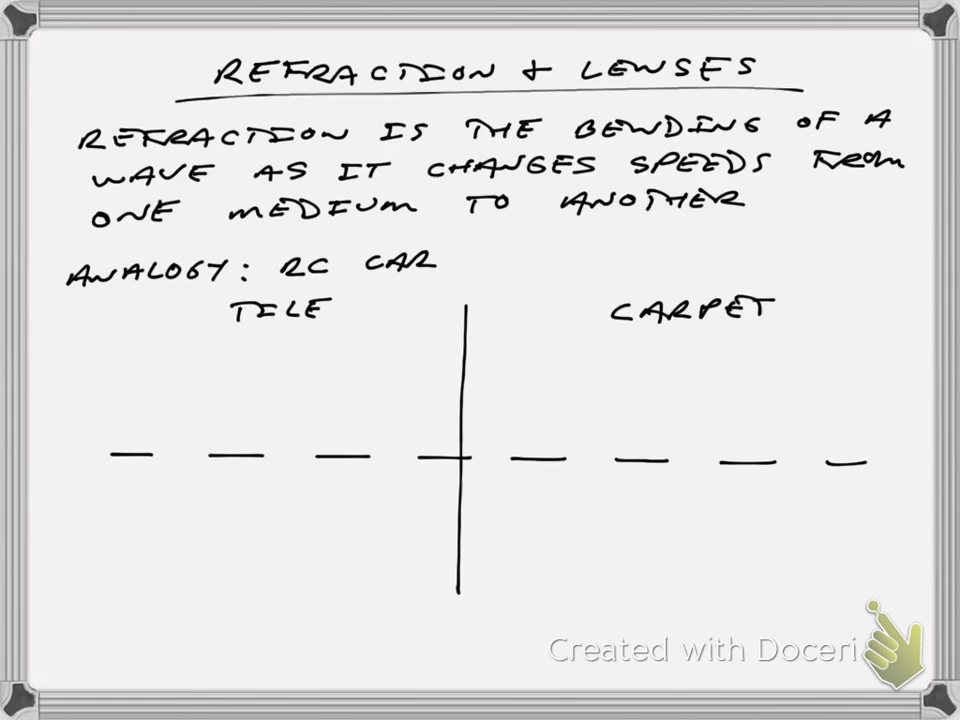 REFRACTION + LENSES
REFRACTION IS THE BENDING OF A
WAVE AS IT CHANGES SPEEDS FROM
ONE MEDIUM TO ANOTHER
ANALOGY: RC CAR
TILE CARPET
Created with Doceri